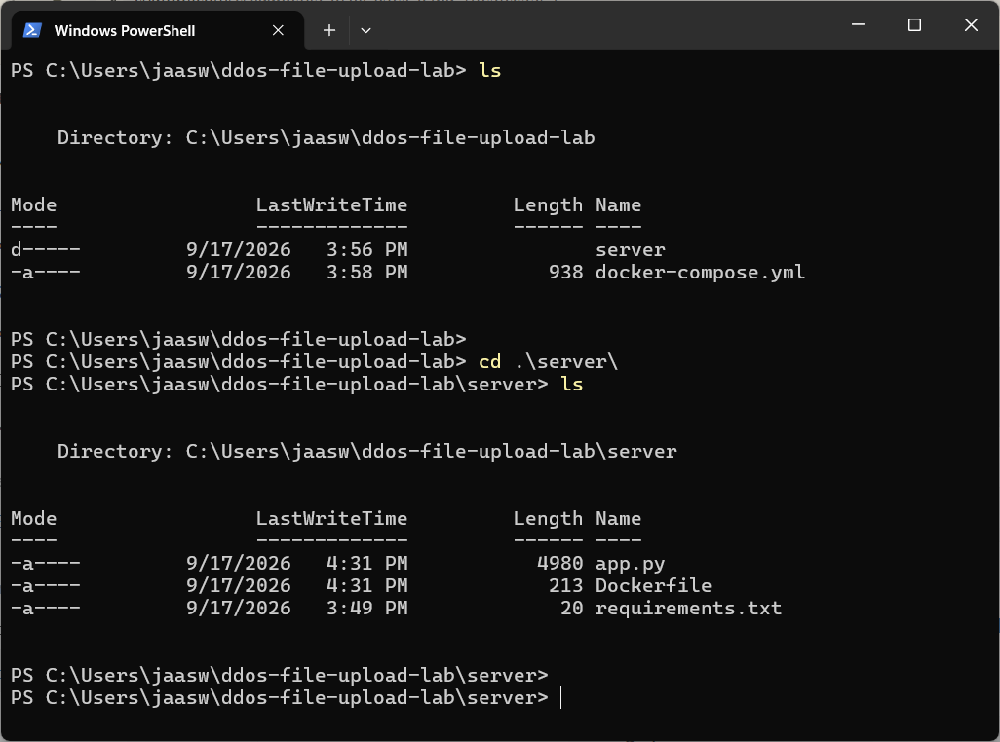 Windows PowerShell
PS C:\Users\jaasw\ddos-file-upload-lab> ls
Directory: C:\Users\jaasw\ddos-file-upload-lab
Mode                 LastWriteTime         Length Name
----                 -------------         ------ ----
d-----         9/17/2026   3:56 PM                server
-a----         9/17/2026   3:58 PM            938 docker-compose.yml
PS C:\Users\jaasw\ddos-file-upload-lab>
PS C:\Users\jaasw\ddos-file-upload-lab> cd .\server\
PS C:\Users\jaasw\ddos-file-upload-lab\server> ls
Directory: C:\Users\jaasw\ddos-file-upload-lab\server
Mode                 LastWriteTime         Length Name
----                 -------------         ------ ----
-a----         9/17/2026   4:31 PM           4980 app.py
-a----         9/17/2026   4:31 PM            213 Dockerfile
-a----         9/17/2026   3:49 PM             20 requirements.txt
PS C:\Users\jaasw\ddos-file-upload-lab\server>
PS C:\Users\jaasw\ddos-file-upload-lab\server>